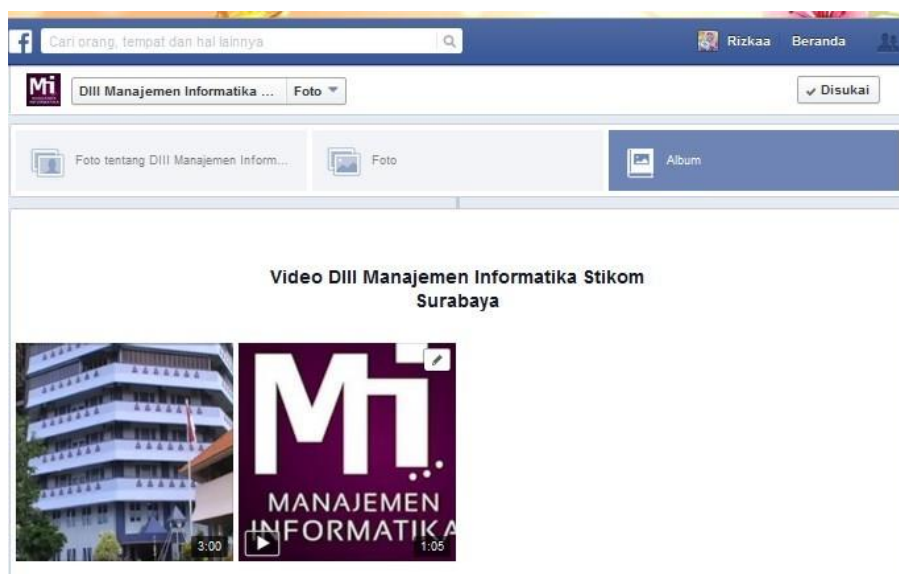 f
Cari orang, tempat dan hal lainnya
Rizkaa Beranda
Mi
DIII Manajemen Informatika ... Foto
Disukai
Foto tentang DIII Manajemen Inform...
Foto
Album
Video DIII Manajemen Informatika Stikom
Surabaya
3:00
Mi...
MANAJEMEN
INFORMATIKA
1:05